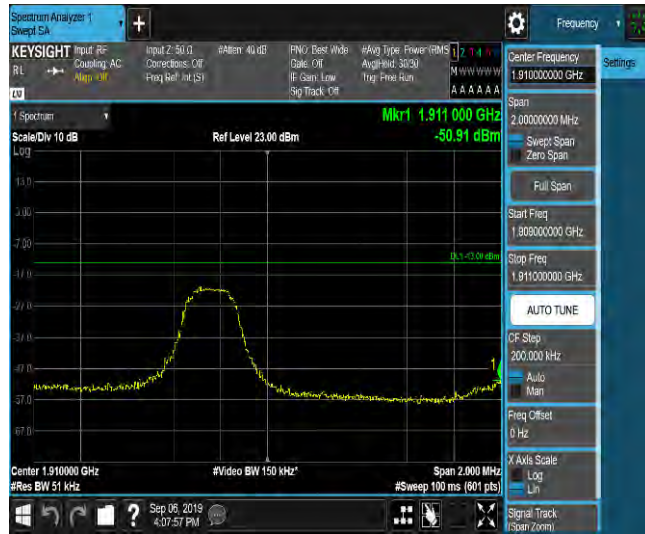 Spectrum Analyzer 1
Swept SA
Frequency
KEYSIGHT Input: RF
RL
Coupling: AC
Align: Off
Input Z: 50 Ω
Corrections: Off
Freq Ref: Int (S)
#Atten: 40 dB
PNO: Best Wide
Gate: Off
IF Gain: Low
Sig Track: Off
#Avg Type: Power (RMS
Avg|Hold: 30/30
Trig: Free Run
M W W W W W
A A A A A A
1 Spectrum
Scale/Div 10 dB
Log
Ref Level 23.00 dBm
Mkr1 1.911 000 GHz
-50.91 dBm
13.0
3.00
-7.00
DL1 -13.00 dBm
-17.0
-27.0
-37.0
-47.0
1
-57.0
-67.0
Center 1.910000 GHz
#Res BW 51 kHz
#Video BW 150 kHz*
Span 2.000 MHz
#Sweep 100 ms (601 pts)
Sep 06, 2019
4:07:57 PM
Center Frequency
1.910000000 GHz
Settings
Span
2.00000000 MHz
Swept Span
Zero Span
Full Span
Start Freq
1.909000000 GHz
Stop Freq
1.911000000 GHz
AUTO TUNE
CF Step
200.000 kHz
Auto
Man
Freq Offset
0 Hz
X Axis Scale
Log
Lin
Signal Track
(Span Zoom)